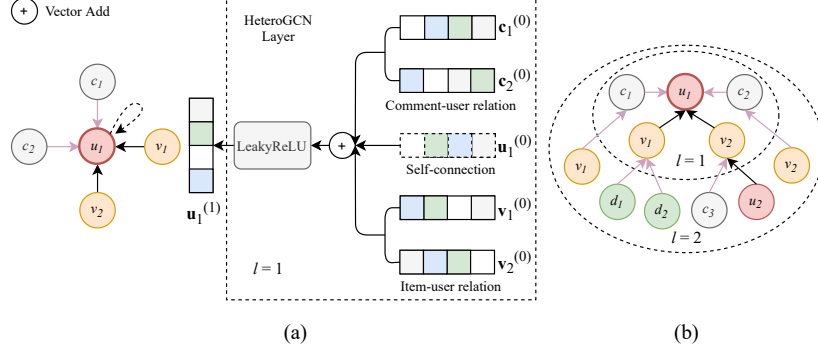 Vector Add
HeteroGCN
Layer
c₁⁽⁰⁾
c₂⁽⁰⁾
Comment-user relation
c₁
c₂
u₁
v₁
v₂
u₁⁽¹⁾
LeakyReLU
+
u₁⁽⁰⁾
Self-connection
v₁⁽⁰⁾
v₂⁽⁰⁾
Item-user relation
l = 1
(a)
c₁
u₁
c₂
v₁
v₂
l = 1
v₁
v₂
d₁
d₂
c₃
u₂
l = 2
(b)